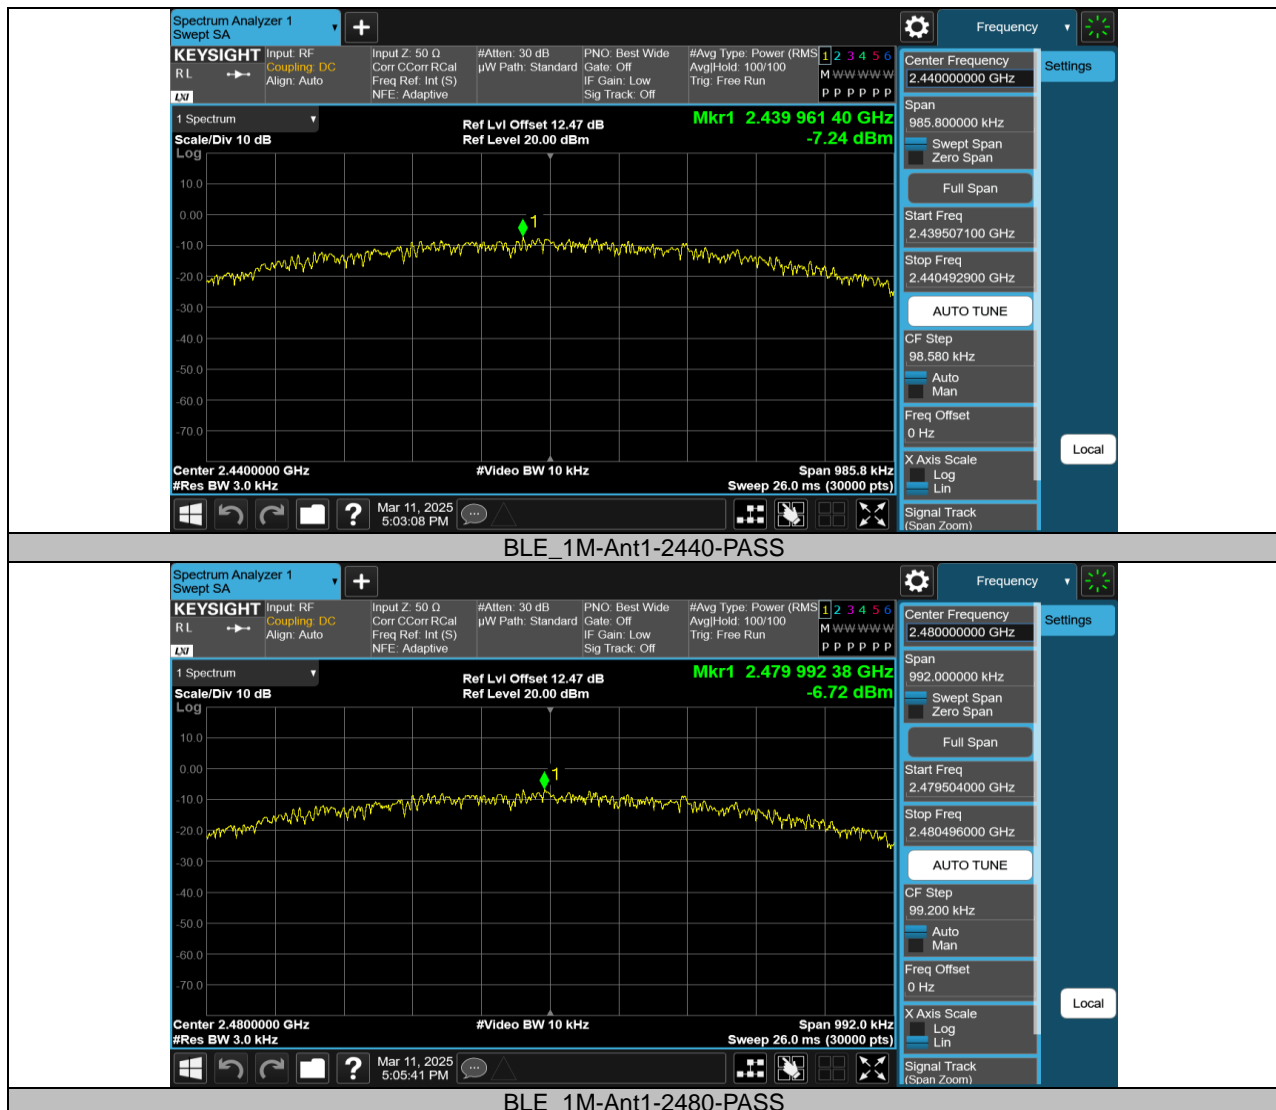 Spectrum Analyzer 1
Swept SA
Frequency
KEYSIGHT
R L
LXI
Input: RF
Coupling: DC
Align: Auto
Input Z: 50 Ω
Corr CCorr RCal
Freq Ref: Int (S)
NFE: Adaptive
#Atten: 30 dB
µW Path: Standard
PNO: Best Wide
Gate: Off
IF Gain: Low
Sig Track: Off
#Avg Type: Power (RMS
Avg|Hold: 100/100
Trig: Free Run
1 2 3 4 5 6
M W W W W W
P P P P P P
Center Frequency
2.440000000 GHz
Settings
Span
985.800000 kHz
Swept Span
Zero Span
Full Span
Start Freq
2.439507100 GHz
Stop Freq
2.440492900 GHz
AUTO TUNE
CF Step
98.580 kHz
Auto
Man
Freq Offset
0 Hz
X Axis Scale
Log
Lin
Signal Track
(Span Zoom)
Local
1 Spectrum
Scale/Div 10 dB
Log
Ref Lvl Offset 12.47 dB
Ref Level 20.00 dBm
Mkr1 2.439 961 40 GHz
-7.24 dBm
1
10.0
0.00
-10.0
-20.0
-30.0
-40.0
-50.0
-60.0
-70.0
Center 2.4400000 GHz
#Res BW 3.0 kHz
#Video BW 10 kHz
Span 985.8 kHz
Sweep 26.0 ms (30000 pts)
?
Mar 11, 2025
5:03:08 PM
BLE_1M-Ant1-2440-PASS
Spectrum Analyzer 1
Swept SA
Frequency
KEYSIGHT
R L
LXI
Input: RF
Coupling: DC
Align: Auto
Input Z: 50 Ω
Corr CCorr RCal
Freq Ref: Int (S)
NFE: Adaptive
#Atten: 30 dB
µW Path: Standard
PNO: Best Wide
Gate: Off
IF Gain: Low
Sig Track: Off
#Avg Type: Power (RMS
Avg|Hold: 100/100
Trig: Free Run
1 2 3 4 5 6
M W W W W W
P P P P P P
Center Frequency
2.480000000 GHz
Settings
Span
992.000000 kHz
Swept Span
Zero Span
Full Span
Start Freq
2.479504000 GHz
Stop Freq
2.480496000 GHz
AUTO TUNE
CF Step
99.200 kHz
Auto
Man
Freq Offset
0 Hz
X Axis Scale
Log
Lin
Signal Track
(Span Zoom)
Local
1 Spectrum
Scale/Div 10 dB
Log
Ref Lvl Offset 12.47 dB
Ref Level 20.00 dBm
Mkr1 2.479 992 38 GHz
-6.72 dBm
1
10.0
0.00
-10.0
-20.0
-30.0
-40.0
-50.0
-60.0
-70.0
Center 2.4800000 GHz
#Res BW 3.0 kHz
#Video BW 10 kHz
Span 992.0 kHz
Sweep 26.0 ms (30000 pts)
?
Mar 11, 2025
5:05:41 PM
BLE_1M-Ant1-2480-PASS